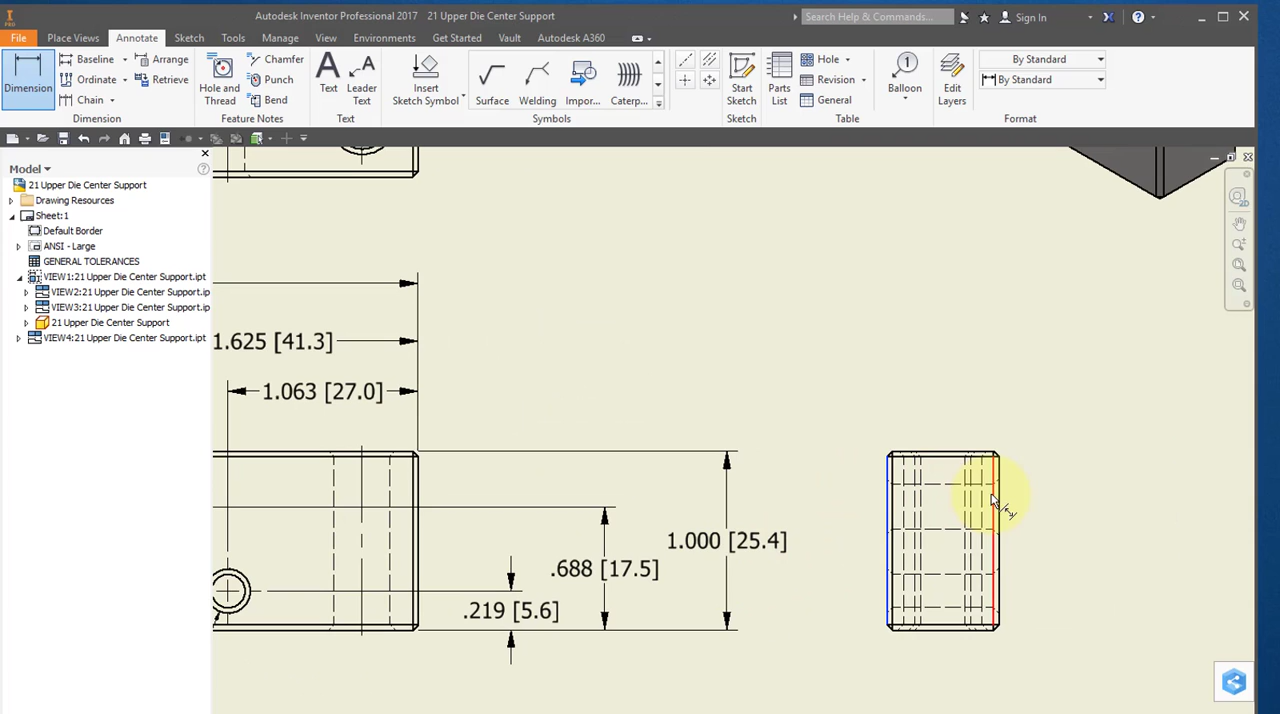 PRO
Autodesk Inventor Professional 2017 21 Upper Die Center Support
Search Help & Commands...
Sign In
File Place Views Annotate Sketch Tools Manage View Environments Get Started Vault Autodesk A360
Dimension
Baseline
Ordinate
Chain
Arrange
Retrieve
Dimension
Hole and
Thread
Chamfer
Punch
Bend
Feature Notes
Text
Leader
Text
Text
Insert
Sketch Symbol
Surface
Welding
Impor...
Caterp...
Symbols
Start
Sketch
Sketch
Parts
List
Hole
Revision
General
Table
Balloon
Edit
Layers
By Standard
By Standard
Format
Model
21 Upper Die Center Support
Drawing Resources
Sheet:1
Default Border
ANSI - Large
GENERAL TOLERANCES
VIEW1:21 Upper Die Center Support.ipt
VIEW2:21 Upper Die Center Support.ip
VIEW3:21 Upper Die Center Support.ip
21 Upper Die Center Support
VIEW4:21 Upper Die Center Support.ipt
1.625 [41.3]
1.063 [27.0]
1.000 [25.4]
.688 [17.5]
.219 [5.6]
2D